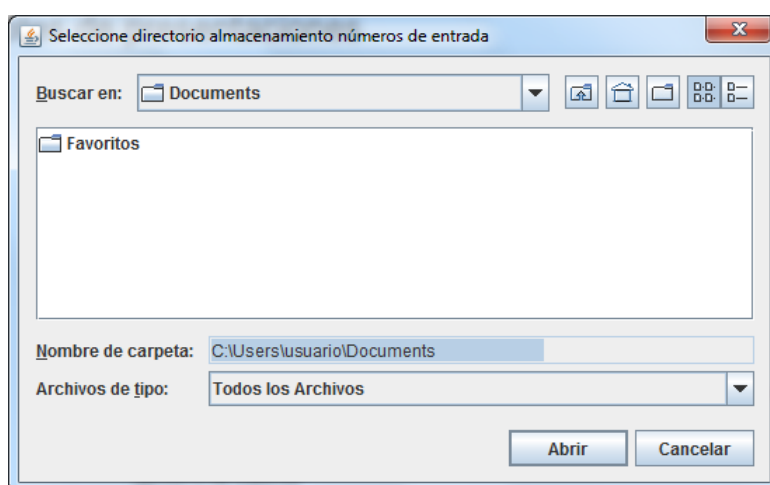 Seleccione directorio almacenamiento números de entrada
Buscar en: Documents
Favoritos
Nombre de carpeta: C:\Users\usuario\Documents
Archivos de tipo: Todos los Archivos
Abrir Cancelar